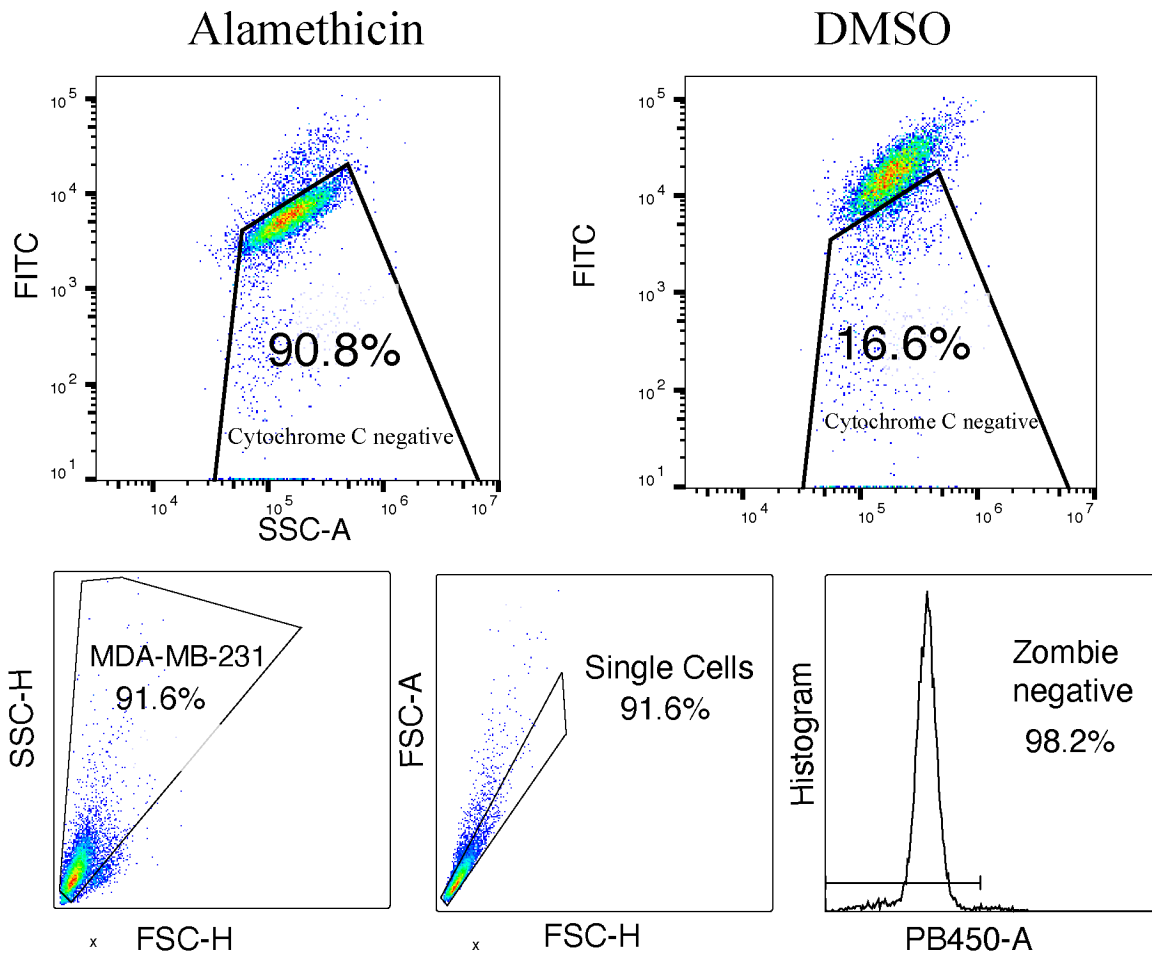 Alamethicin
DMSO
10^5
10^4
10^3
10^2
10^1
FITC
90.8%
Cytochrome C negative
10^4
10^5
10^6
10^7
SSC-A
10^5
10^4
10^3
10^2
10^1
FITC
16.6%
Cytochrome C negative
10^4
10^5
10^6
10^7
SSC-H
MDA-MB-231
91.6%
x
FSC-H
FSC-A
Single Cells
91.6%
x
FSC-H
Histogram
Zombie
negative
98.2%
PB450-A